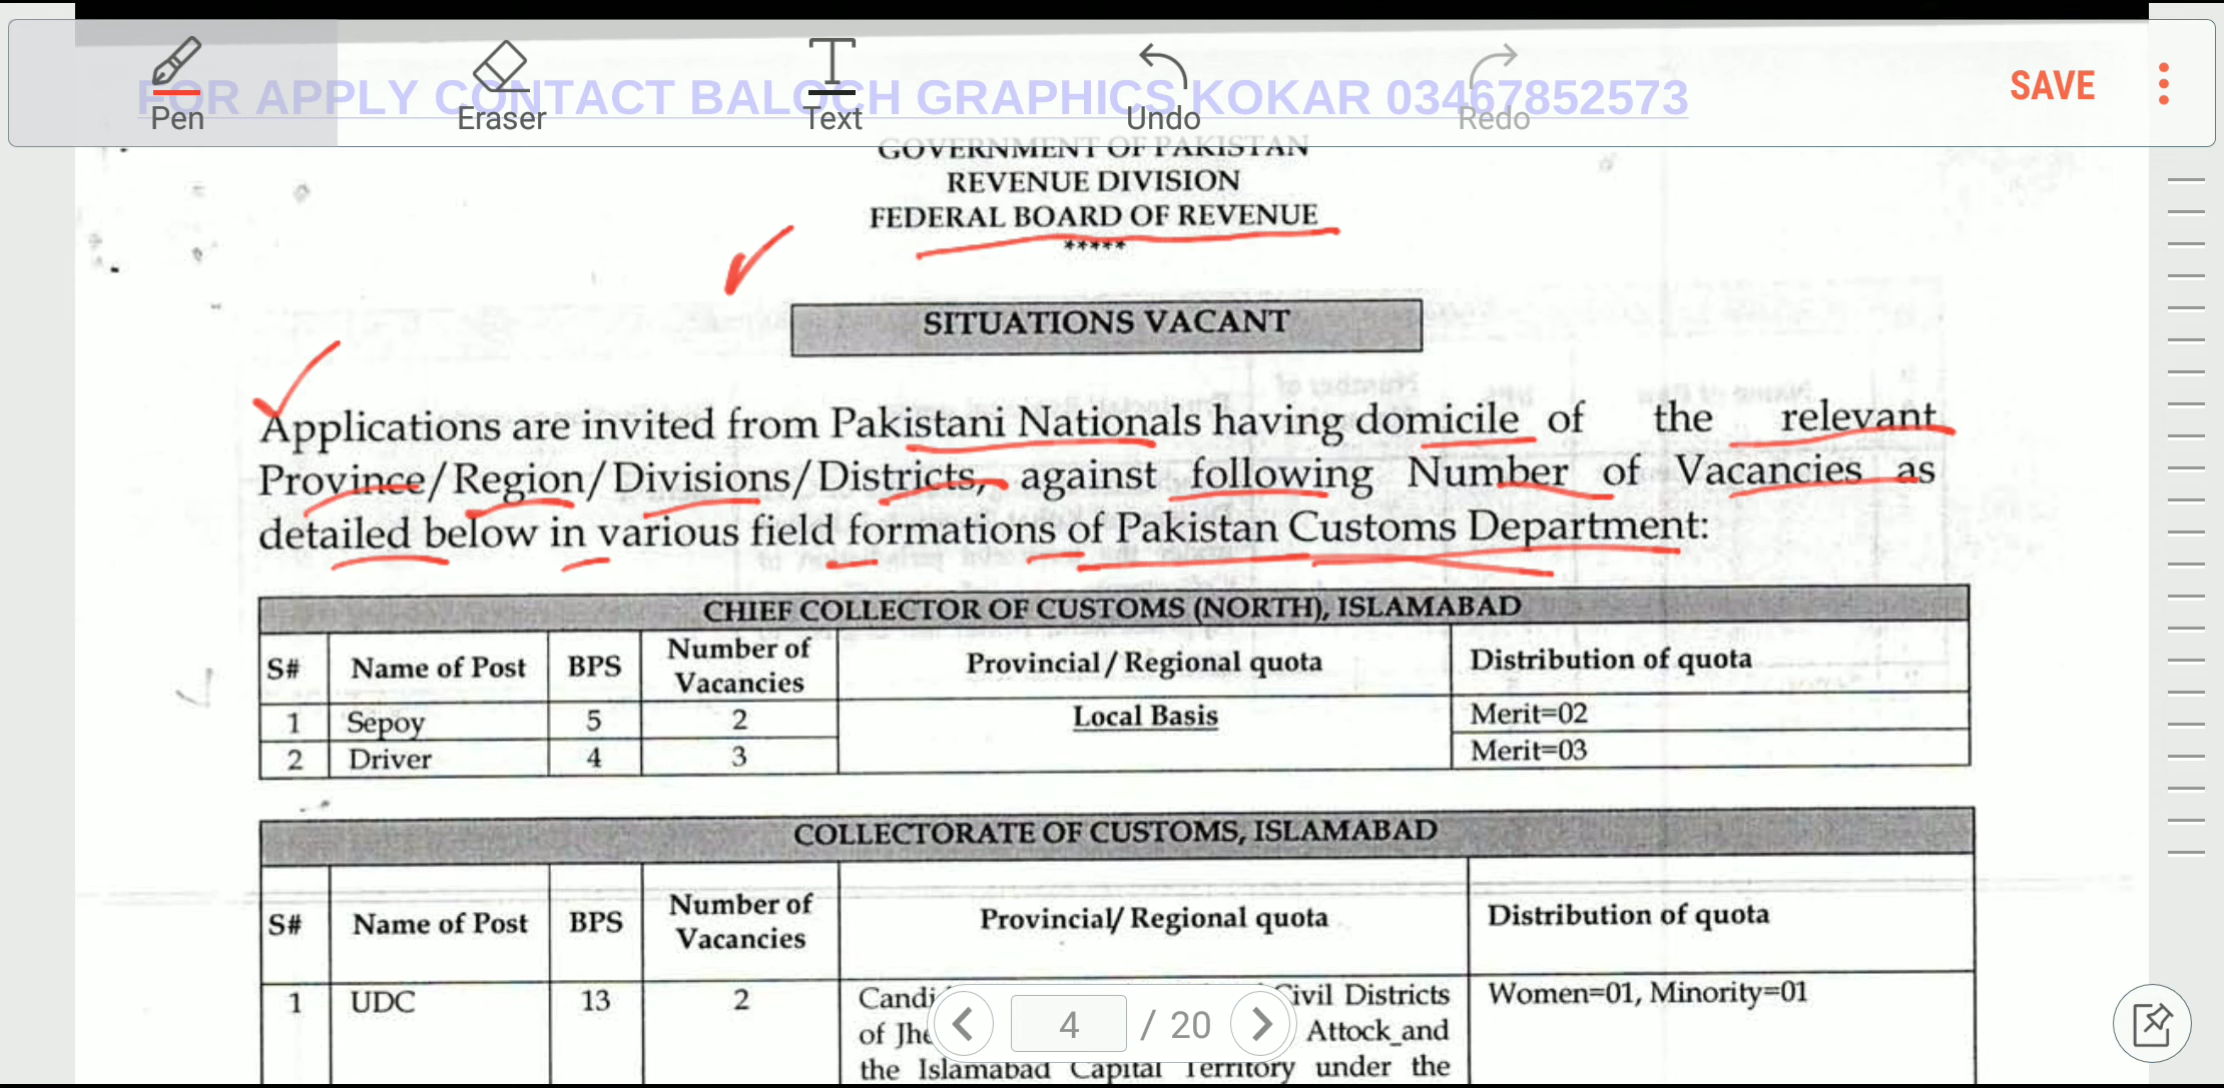 FOR APPLY CONTACT BALOCH GRAPHICS KOKAR 03467852573
Pen
Eraser
Text
Undo
Redo
SAVE
GOVERNMENT OF PAKISTAN
REVENUE DIVISION
FEDERAL BOARD OF REVENUE
*****
SITUATIONS VACANT
Applications are invited from Pakistani Nationals having domicile of the relevant
Province/Region/Divisions/Districts, against following Number of Vacancies as
detailed below in various field formations of Pakistan Customs Department:
CHIEF COLLECTOR OF CUSTOMS (NORTH), ISLAMABAD
S# Name of Post BPS Number of Vacancies Provincial / Regional quota Distribution of quota
1 Sepoy 5 2 Local Basis Merit=02
2 Driver 4 3 Merit=03
COLLECTORATE OF CUSTOMS, ISLAMABAD
S# Name of Post BPS Number of Vacancies Provincial/ Regional quota Distribution of quota
1 UDC 13 2 Civil Districts Women=01, Minority=01
of Attock and
the Islamabad Capital Territory under the
4 / 20